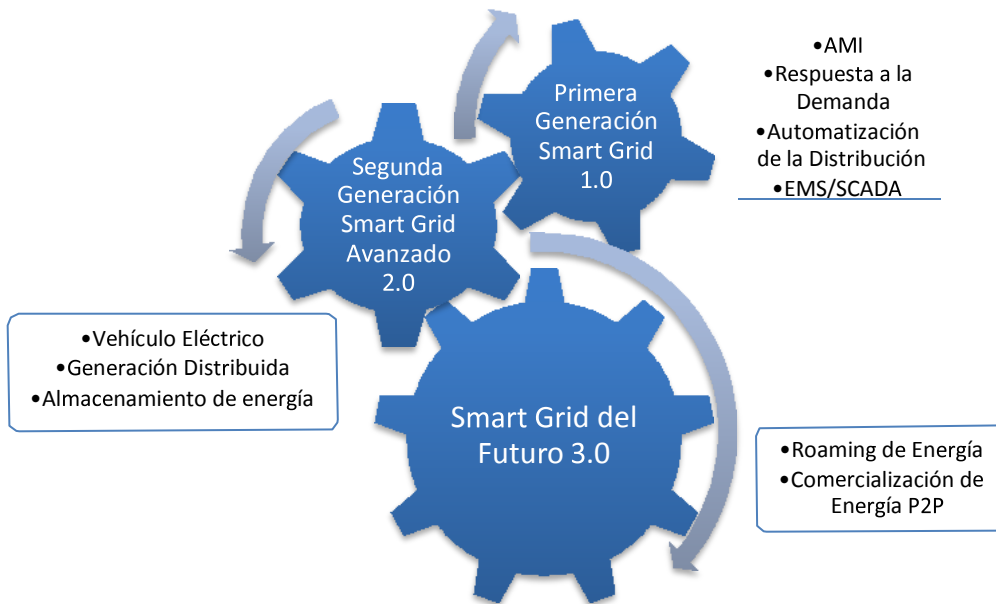 Primera
Generación
Smart Grid
1.0
•AMI
•Respuesta a la
Demanda
•Automatización
de la Distribución
•EMS/SCADA
Segunda
Generación
Smart Grid
Avanzado
2.0
•Vehículo Eléctrico
•Generación Distribuida
•Almacenamiento de energía
Smart Grid del
Futuro 3.0
•Roaming de Energía
•Comercialización de
Energía P2P